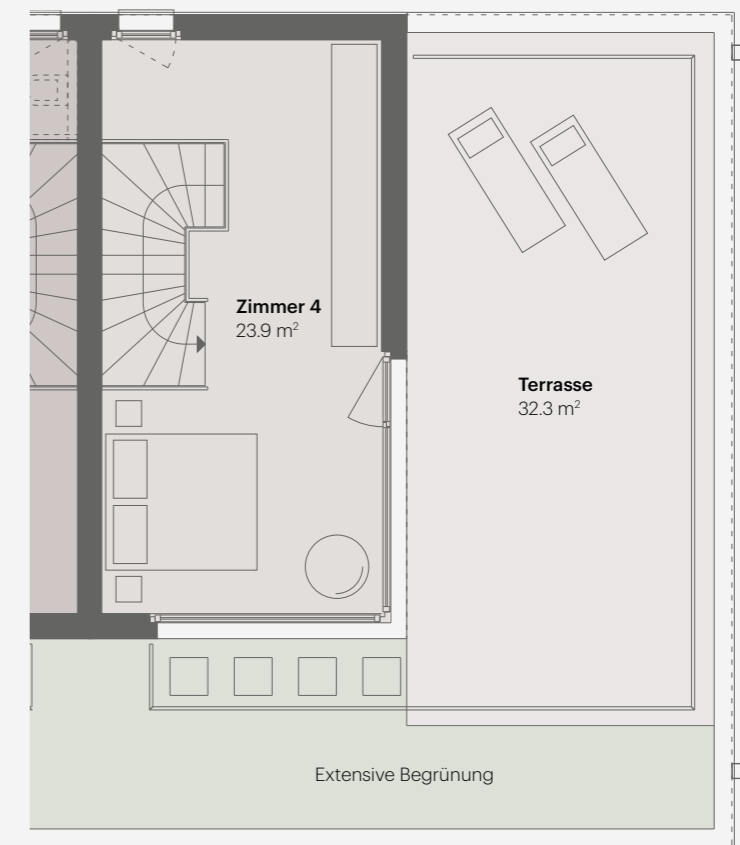 Zimmer 4
23.9 m²
Terrasse
32.3 m²
Extensive Begrünung